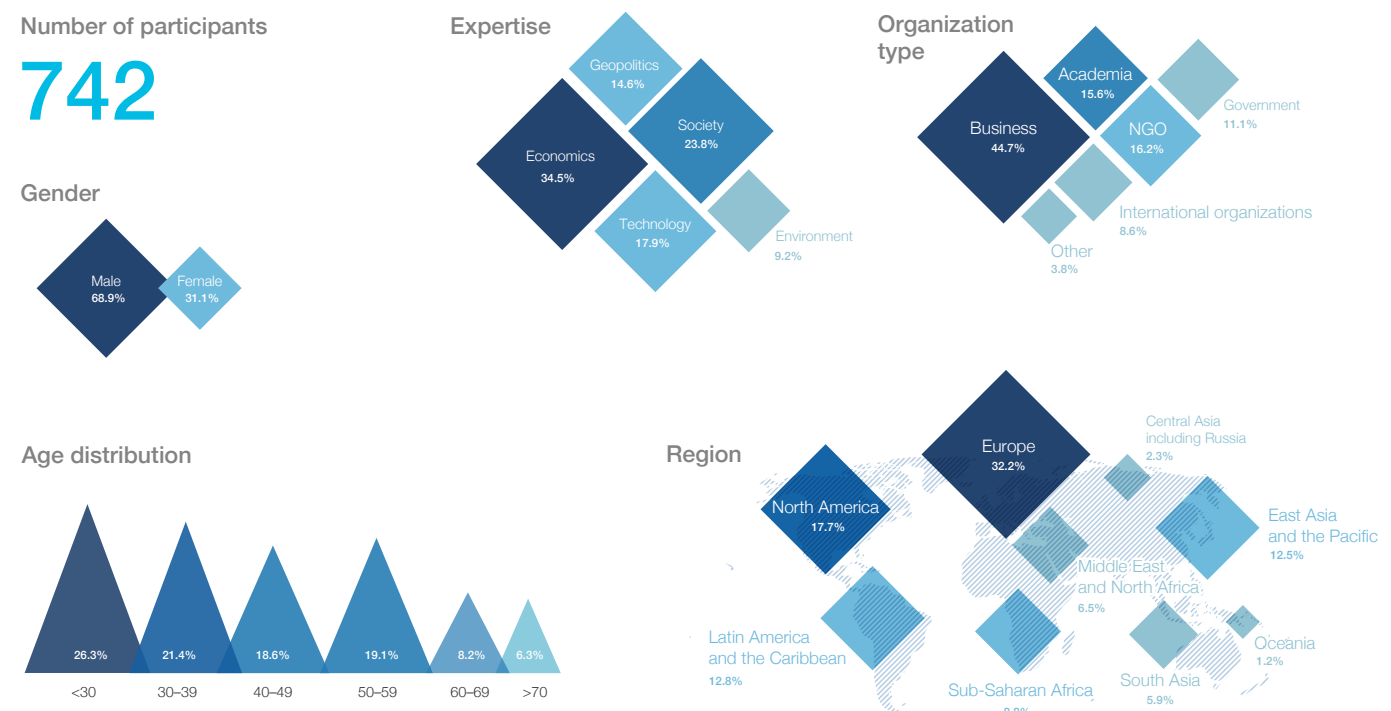 Number of participants
742
Gender
Male
68.9%
Female
31.1%
Expertise
Geopolitics
14.6%
Society
23.8%
Economics
34.5%
Technology
17.9%
Environment
9.2%
Organization
type
Academia
15.6%
Business
44.7%
NGO
16.2%
Government
11.1%
International organizations
8.6%
Other
3.8%
Age distribution
26.3%
21.4%
18.6%
19.1%
8.2%
6.3%
<30
30–39
40–49
50–59
60–69
>70
Region
Europe
32.2%
North America
17.7%
Central Asia
including Russia
2.3%
East Asia
and the Pacific
12.5%
Middle East
and North Africa
6.5%
Latin America
and the Caribbean
12.8%
Sub-Saharan Africa
South Asia
5.9%
Oceania
1.2%